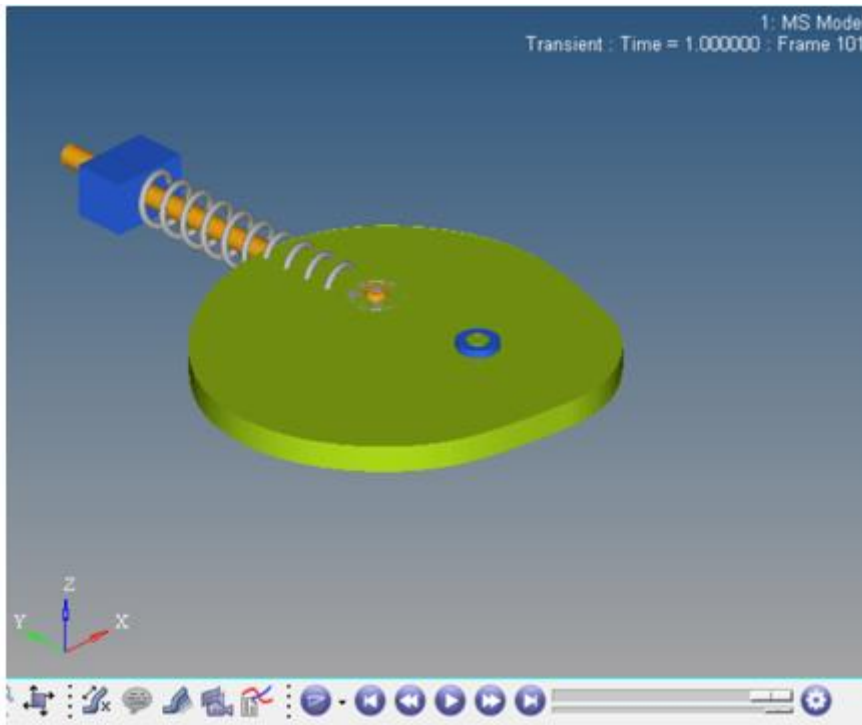 1: MS Mode
Transient : Time = 1.000000 : Frame 101
Z
Y
X